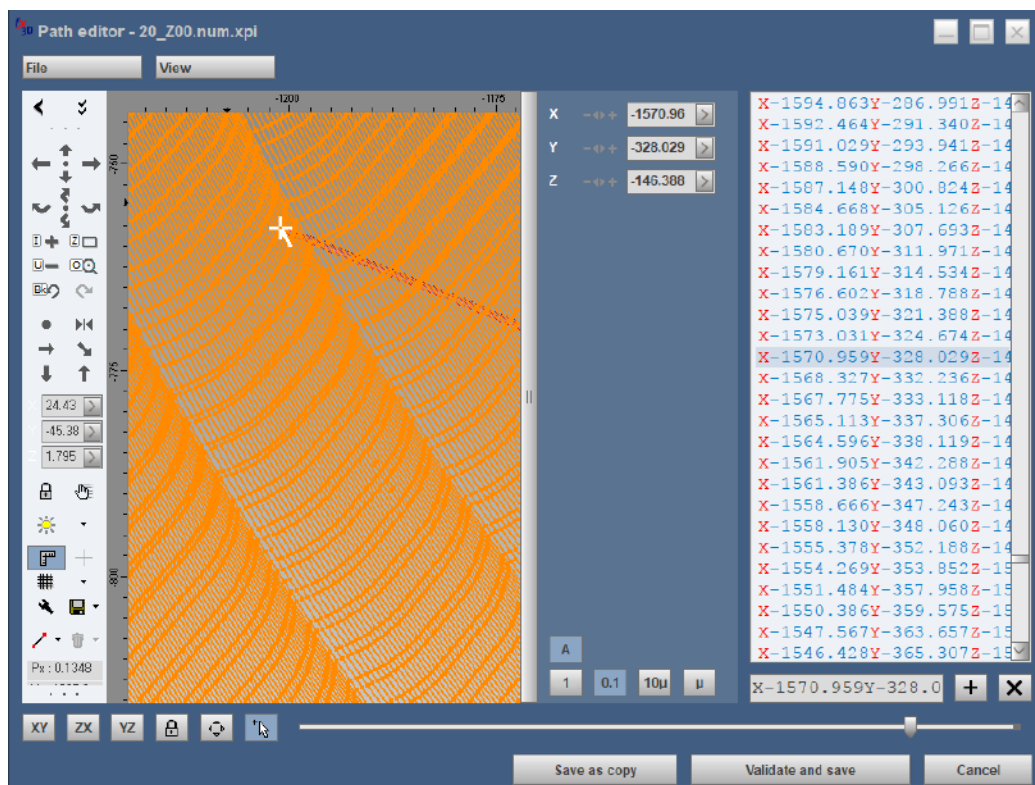 Path editor - 20_Z00.num.xpi
File
View
-1200
-1175
-760
-775
-800
X -1570.96
Y -328.029
Z -146.388
I
Z
U
O
24.43
-45.38
1.795
Px : 0.1348
X-1594.863Y-286.991Z-14
X-1592.464Y-291.340Z-14
X-1591.029Y-293.941Z-14
X-1588.590Y-298.266Z-14
X-1587.148Y-300.824Z-14
X-1584.668Y-305.126Z-14
X-1583.189Y-307.693Z-14
X-1580.670Y-311.971Z-14
X-1579.161Y-314.534Z-14
X-1576.602Y-318.788Z-14
X-1575.039Y-321.388Z-14
X-1573.031Y-324.674Z-14
X-1570.959Y-328.029Z-14
X-1568.327Y-332.236Z-14
X-1567.775Y-333.118Z-14
X-1565.113Y-337.306Z-14
X-1564.596Y-338.119Z-14
X-1561.905Y-342.288Z-14
X-1561.386Y-343.093Z-14
X-1558.666Y-347.243Z-14
X-1558.130Y-348.060Z-14
X-1555.378Y-352.188Z-14
X-1554.269Y-353.852Z-15
X-1551.484Y-357.958Z-15
X-1550.386Y-359.575Z-15
X-1547.567Y-363.657Z-15
X-1546.428Y-365.307Z-15
A
1 0.1 10µ µ
X-1570.959Y-328.0
XY ZX YZ
Save as copy
Validate and save
Cancel